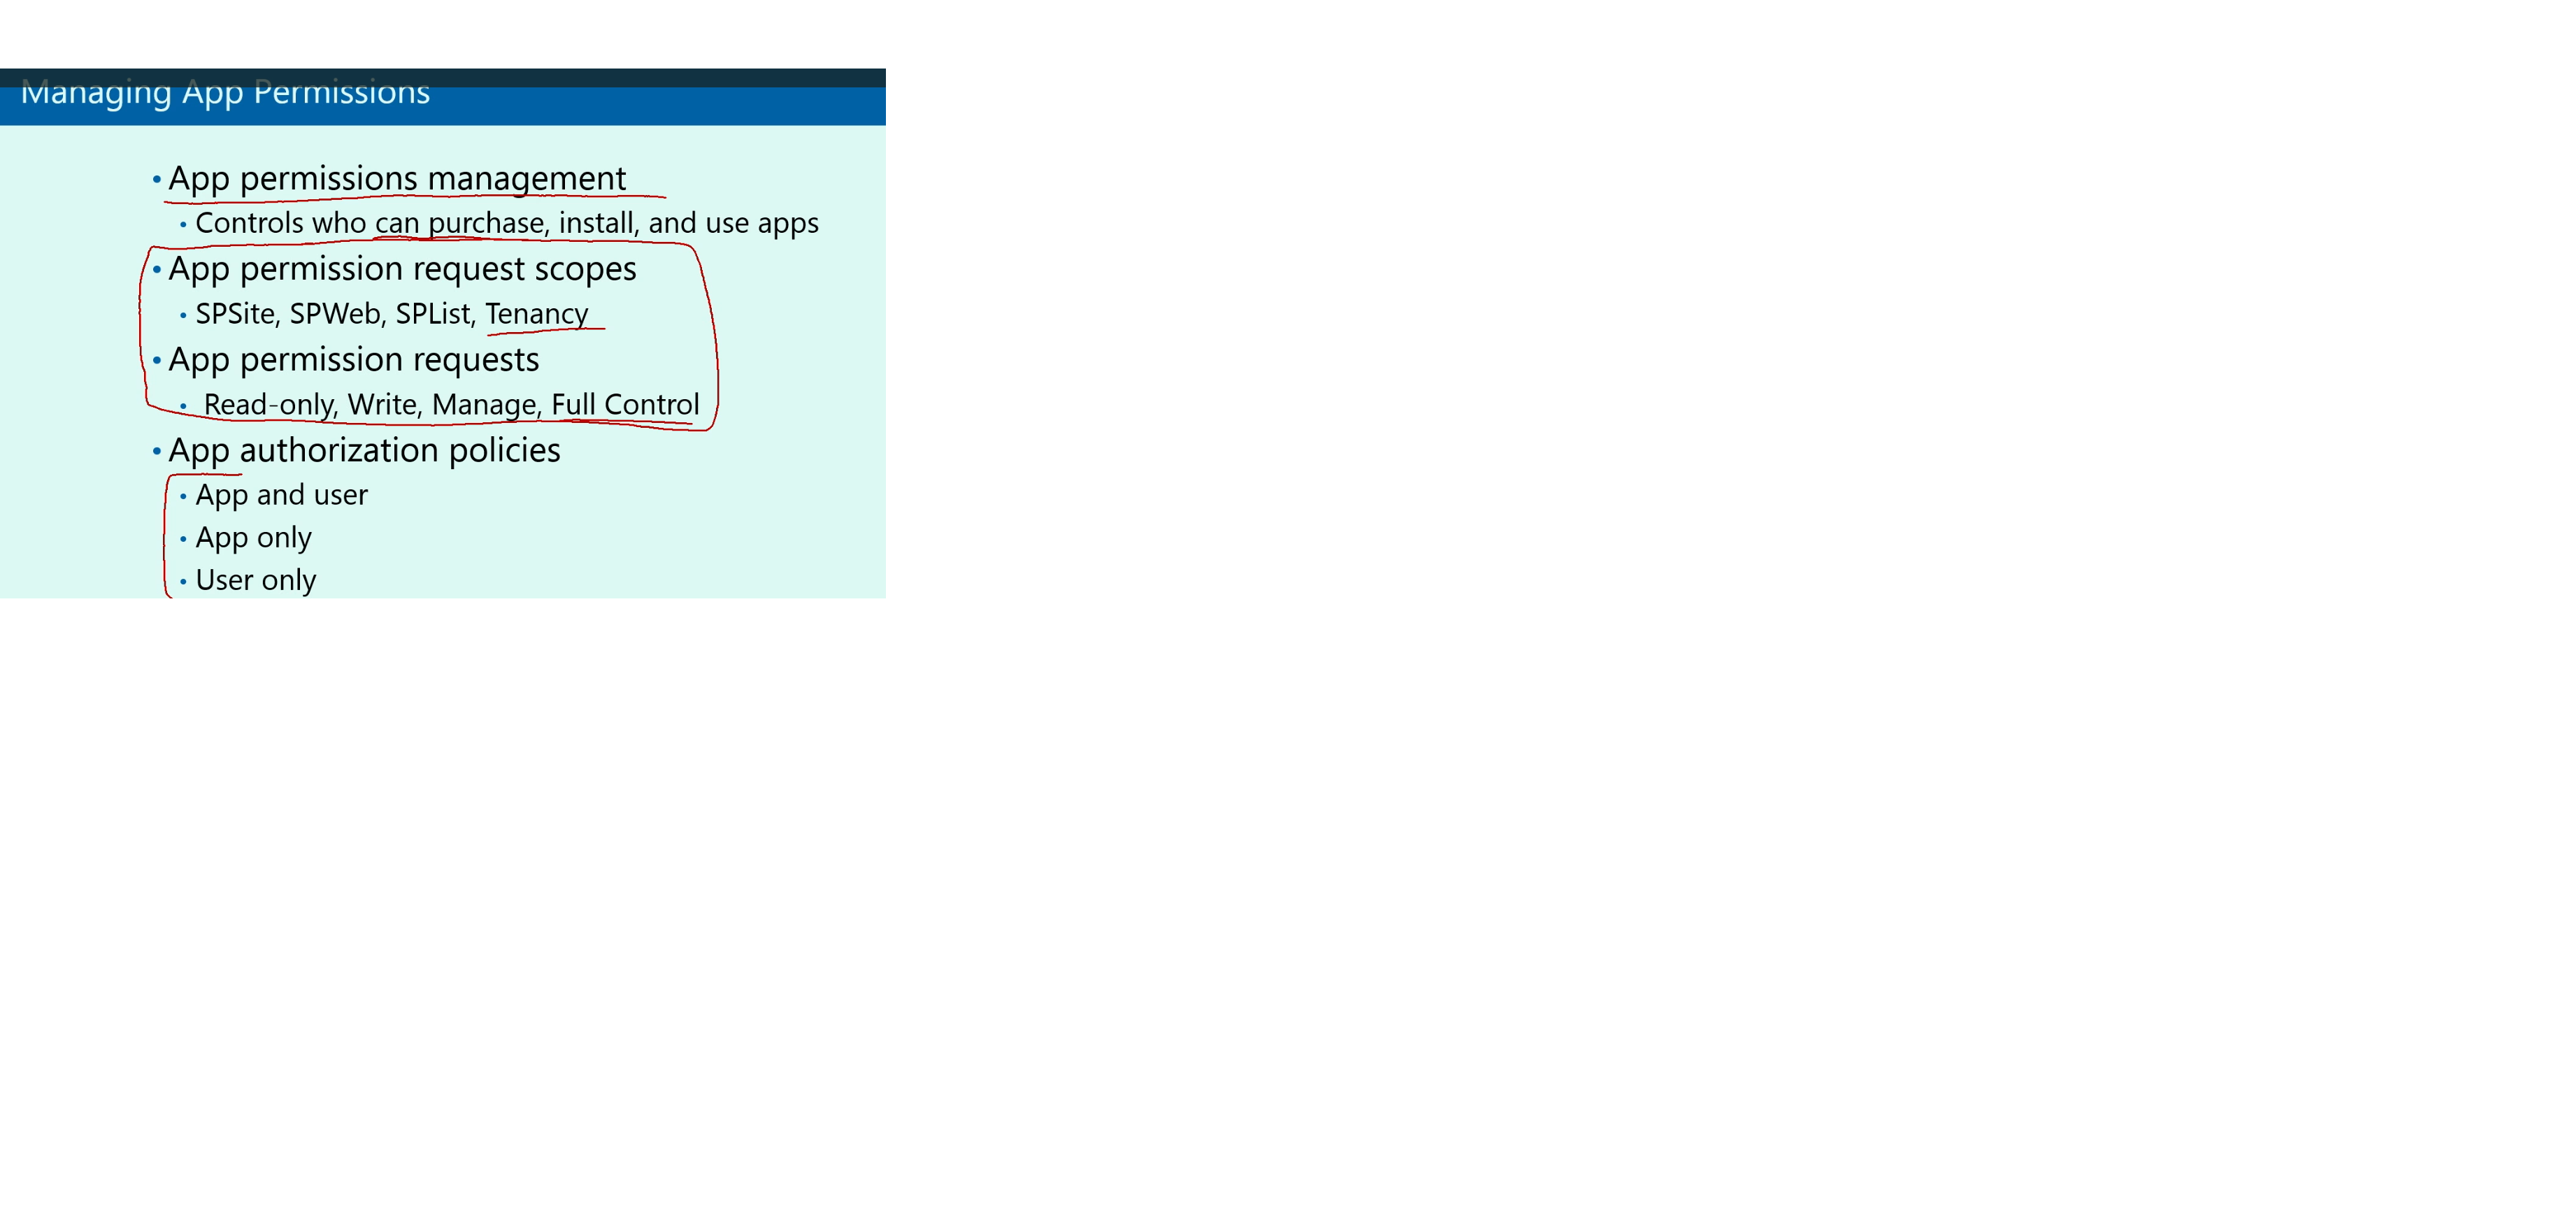 Managing App Permissions
• App permissions management
• Controls who can purchase, install, and use apps
• App permission request scopes
• SPSite, SPWeb, SPList, Tenancy
• App permission requests
• Read-only, Write, Manage, Full Control
• App authorization policies
• App and user
• App only
• User only